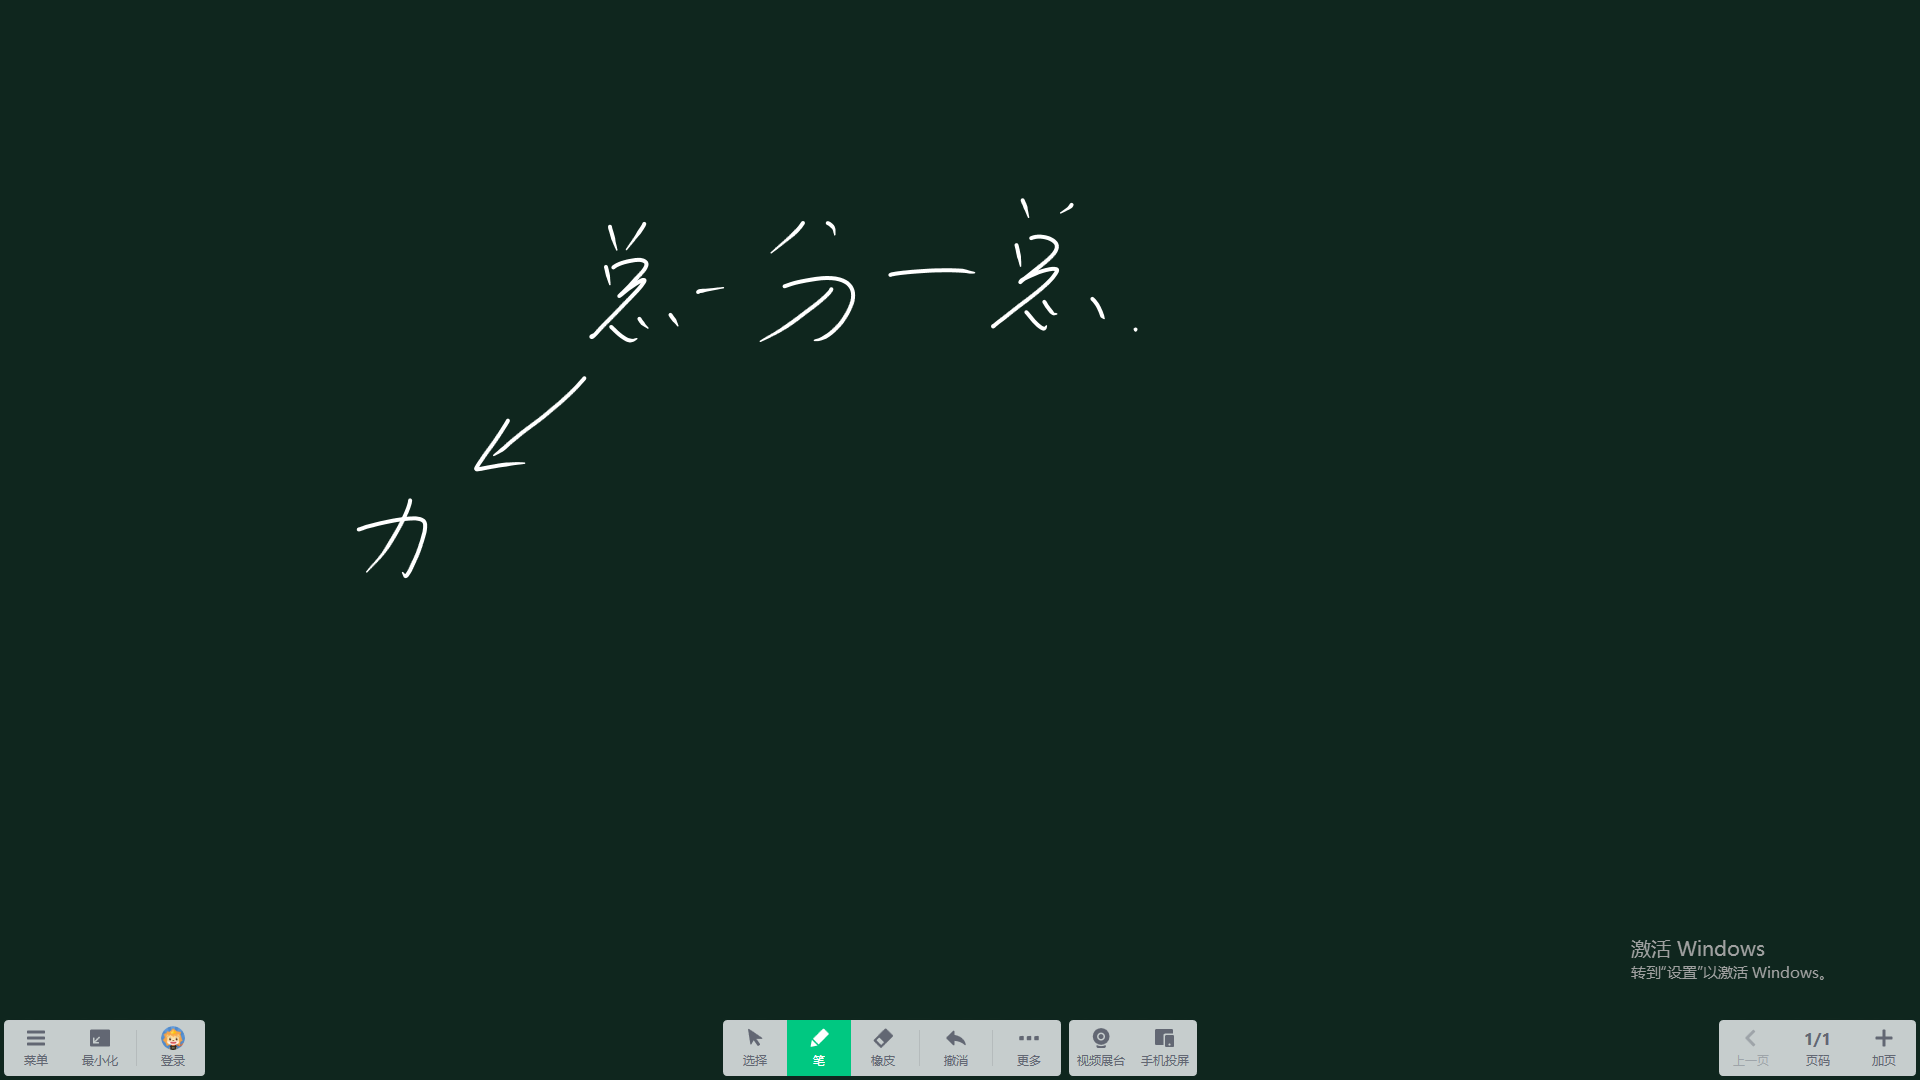 总-分一总、.
力
激活 Windows
转到“设置”以激活 Windows。
菜单 最小化 登录 选择 笔 橡皮 撤消 更多 视频展台 手机投屏 上一页 1/1 页码 加页